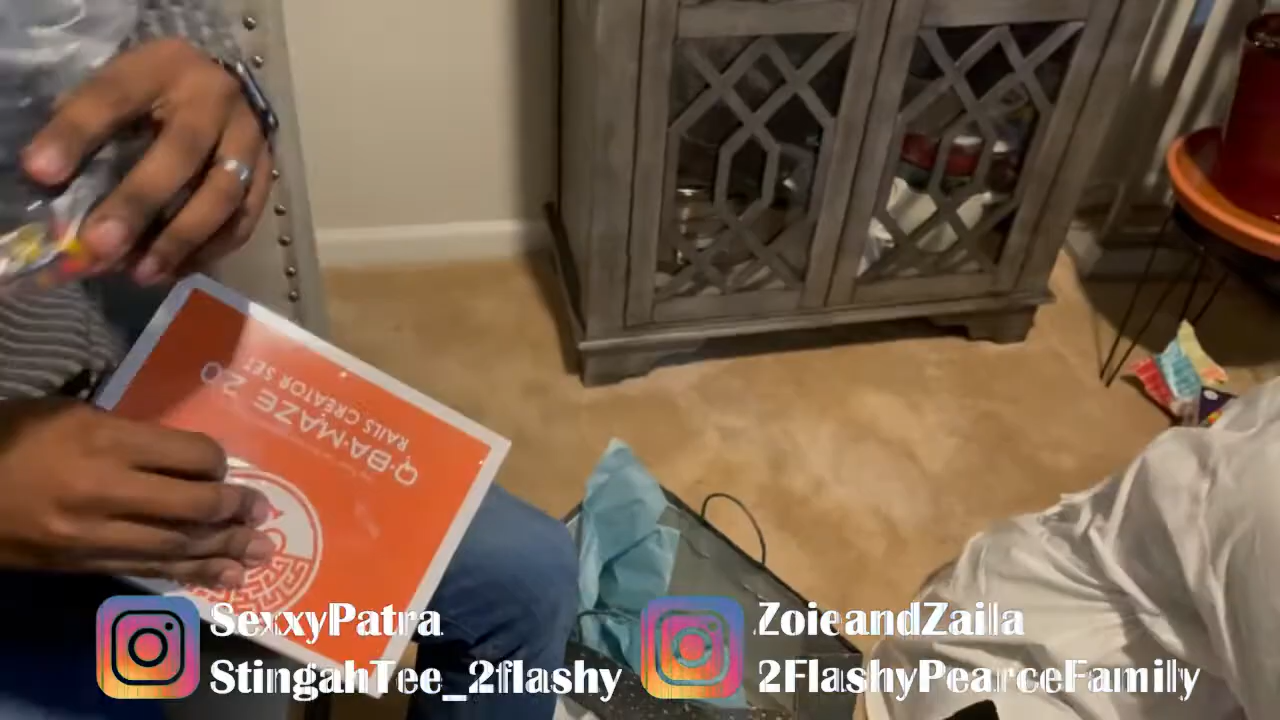 Q·BA·MAZE 2.0
RAILS CREATOR SET
SexxyPatra
StingahTee_2flashy
ZoieandZaila
2FlashyPearceFamily